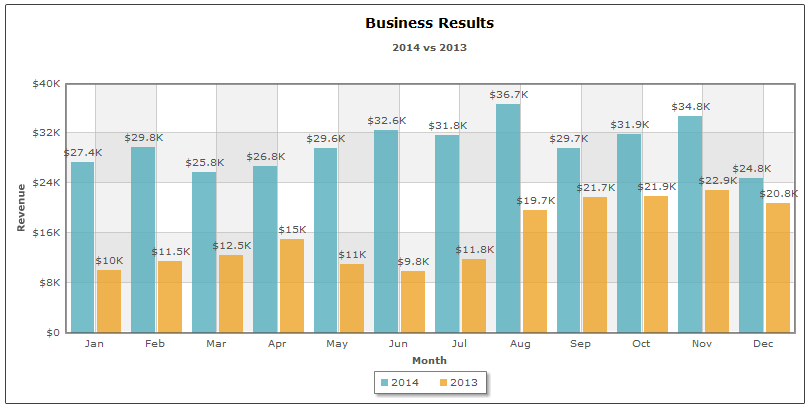 Business Results
2014 vs 2013
$40K
$32K
$24K
$16K
$8K
$0
Revenue
$27.4K
$10K
$29.8K
$11.5K
$25.8K
$12.5K
$26.8K
$15K
$29.6K
$11K
$32.6K
$9.8K
$31.8K
$11.8K
$36.7K
$19.7K
$29.7K
$21.7K
$31.9K
$21.9K
$34.8K
$22.9K
$24.8K
$20.8K
Jan Feb Mar Apr May Jun Jul Aug Sep Oct Nov Dec
Month
2014 2013